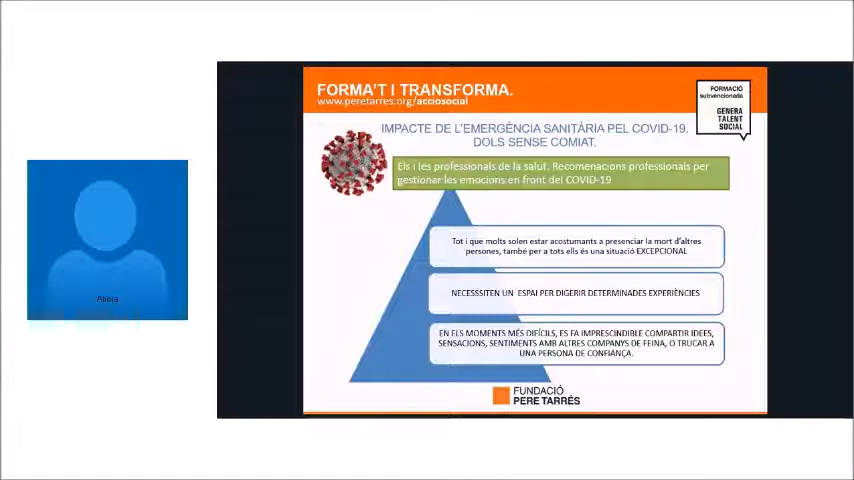 FORMA'T I TRANSFORMA.
www.peretarres.org/acciosocial
FORMACIÓ
subvencionada
GENERA
TALENT
SOCIAL
IMPACTE DE L'EMERGÈNCIA SANITÀRIA PEL COVID-19.
DOLS SENSE COMIAT.
Els i les professionals de la salut. Recomenacions professionals per
gestionar les emocions en front del COVID-19
Tot i que molts solen estar acostumants a presenciar la mort d'altres
persones, també per a tots ells és una situació EXCEPCIONAL
NECESSSITEN UN ESPAI PER DIGERIR DETERMINADES EXPERIÈNCIES
EN ELS MOMENTS MÉS DIFÍCILS, ES FA IMPRESCINDIBLE COMPARTIR IDEES,
SENSACIONS, SENTIMENTS AMB ALTRES COMPANYS DE FEINA, O TRUCAR A
UNA PERSONA DE CONFIANÇA.
FUNDACIÓ
PERE TARRÉS
Alicia